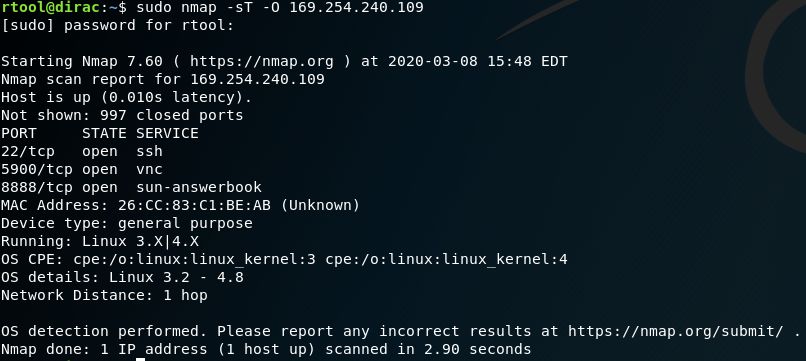 rtool@dirac:~$ sudo nmap -sT -O 169.254.240.109
[sudo] password for rtool:
Starting Nmap 7.60 ( https://nmap.org ) at 2020-03-08 15:48 EDT
Nmap scan report for 169.254.240.109
Host is up (0.010s latency).
Not shown: 997 closed ports
PORT     STATE SERVICE
22/tcp   open  ssh
5900/tcp open  vnc
8888/tcp open  sun-answerbook
MAC Address: 26:CC:83:C1:BE:AB (Unknown)
Device type: general purpose
Running: Linux 3.X|4.X
OS CPE: cpe:/o:linux:linux_kernel:3 cpe:/o:linux:linux_kernel:4
OS details: Linux 3.2 - 4.8
Network Distance: 1 hop
OS detection performed. Please report any incorrect results at https://nmap.org/submit/ .
Nmap done: 1 IP address (1 host up) scanned in 2.90 seconds